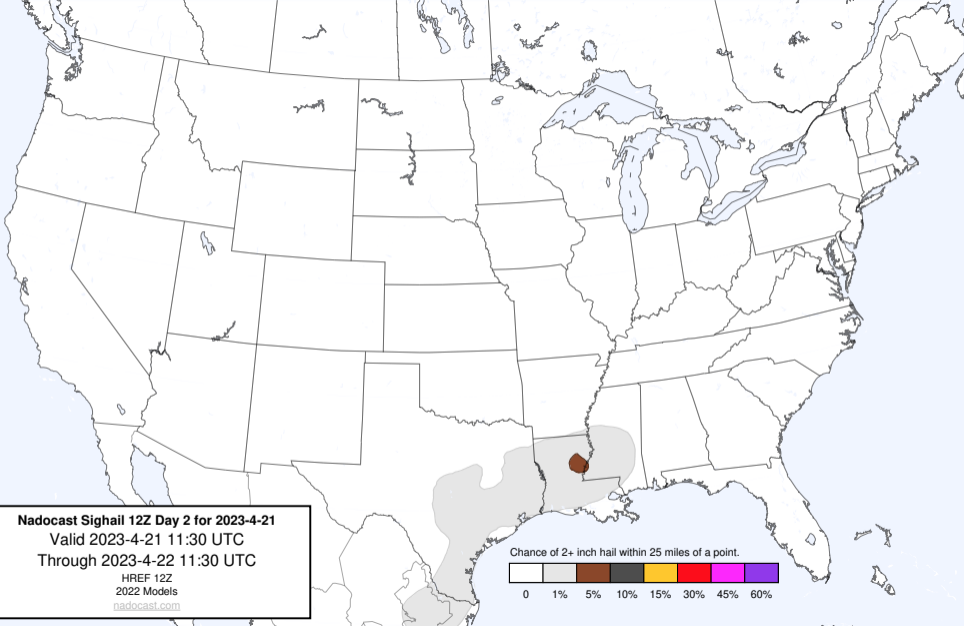 Nadocast Sighail 12Z Day 2 for 2023-4-21
Valid 2023-4-21 11:30 UTC
Through 2023-4-22 11:30 UTC
HREF 12Z
2022 Models
nadocast.com
Chance of 2+ inch hail within 25 miles of a point.
0 1% 5% 10% 15% 30% 45% 60%